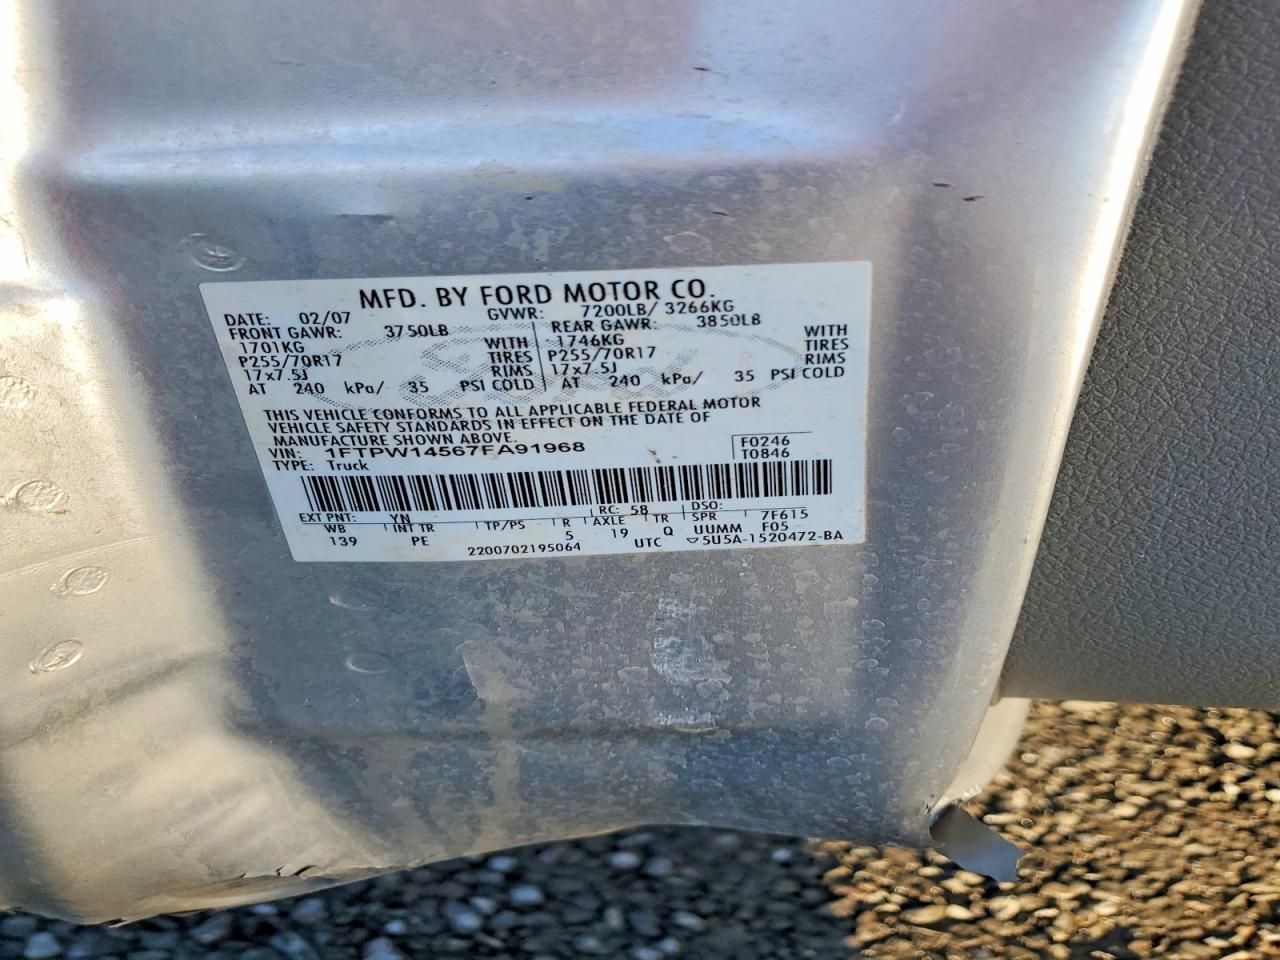 MFD. BY FORD MOTOR CO.
DATE: 02/07 GVWR: 7200LB/ 3266KG
FRONT GAWR: 3750LB REAR GAWR: 3850LB
1701KG WITH 1746KG WITH
P255/70R17 TIRES P255/70R17 TIRES
17x7.5J RIMS 17x7.5J RIMS
AT 240 kPa/ 35 PSI COLD AT 240 kPa/ 35 PSI COLD
Ford
THIS VEHICLE CONFORMS TO ALL APPLICABLE FEDERAL MOTOR
VEHICLE SAFETY STANDARDS IN EFFECT ON THE DATE OF
MANUFACTURE SHOWN ABOVE.
VIN: 1FTPW14567FA91968 F0246
TYPE: Truck T0846
EXT PNT: YN RC: 58 DSO:
WB INT TR TP/PS R AXLE TR SPR 7F615
139 PE 5 19 Q UUMM F05
2200702195064 UTC ▽5U5A-1520472-BA